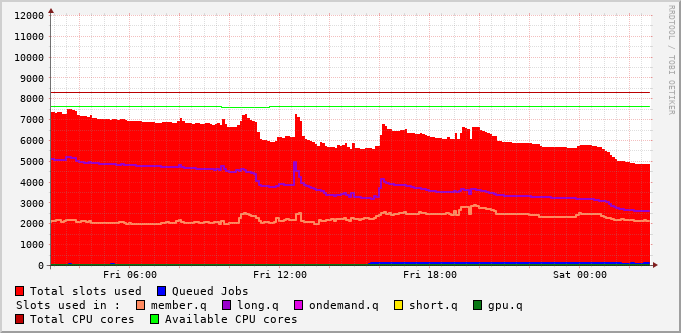 RRDTOOL / TOBI OETIKER
12000
11000
10000
9000
8000
7000
6000
5000
4000
3000
2000
1000
0
Fri 06:00 Fri 12:00 Fri 18:00 Sat 00:00
Total slots used Queued Jobs
Slots used in : member.q long.q ondemand.q short.q gpu.q
Total CPU cores Available CPU cores